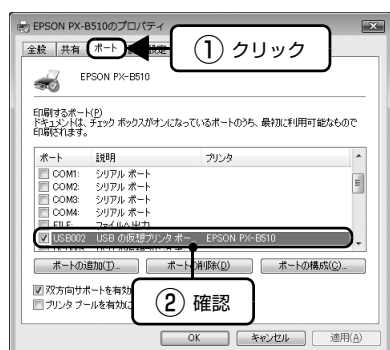 EPSON PX-B510のプロパティ
全般 共有 ポート
① クリック
EPSON PX-B510
印刷するポート(P)
ドキュメントは、チェック ボックスがオンになっているポートのうち、最初に利用可能なもので
印刷されます。
ポート 説明 プリンタ
COM1: シリアル ポート
COM2: シリアル ポート
COM3: シリアル ポート
COM4: シリアル ポート
FILE: ファイルへ出力
USB002 USB の仮想プリンタ ポー... EPSON PX-B510
ポートの追加(T)... ポートの削除(D) ポートの構成(C)...
② 確認
双方向サポートを有効
プリンタ プールを有効に
OK キャンセル 適用(A)